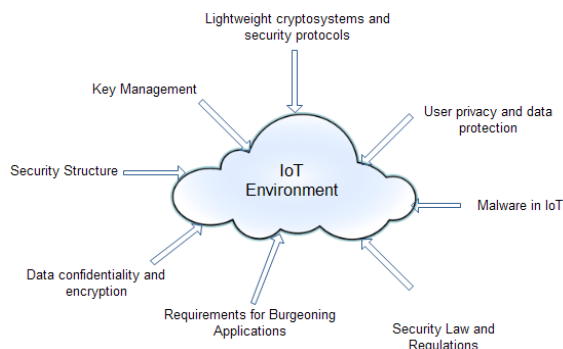 Lightweight cryptosystems and
security protocols
Key Management
User privacy and data
protection
Security Structure
IoT
Environment
Malware in IoT
Data confidentiality and
encryption
Requirements for Burgeoning
Applications
Security Law and
Regulations